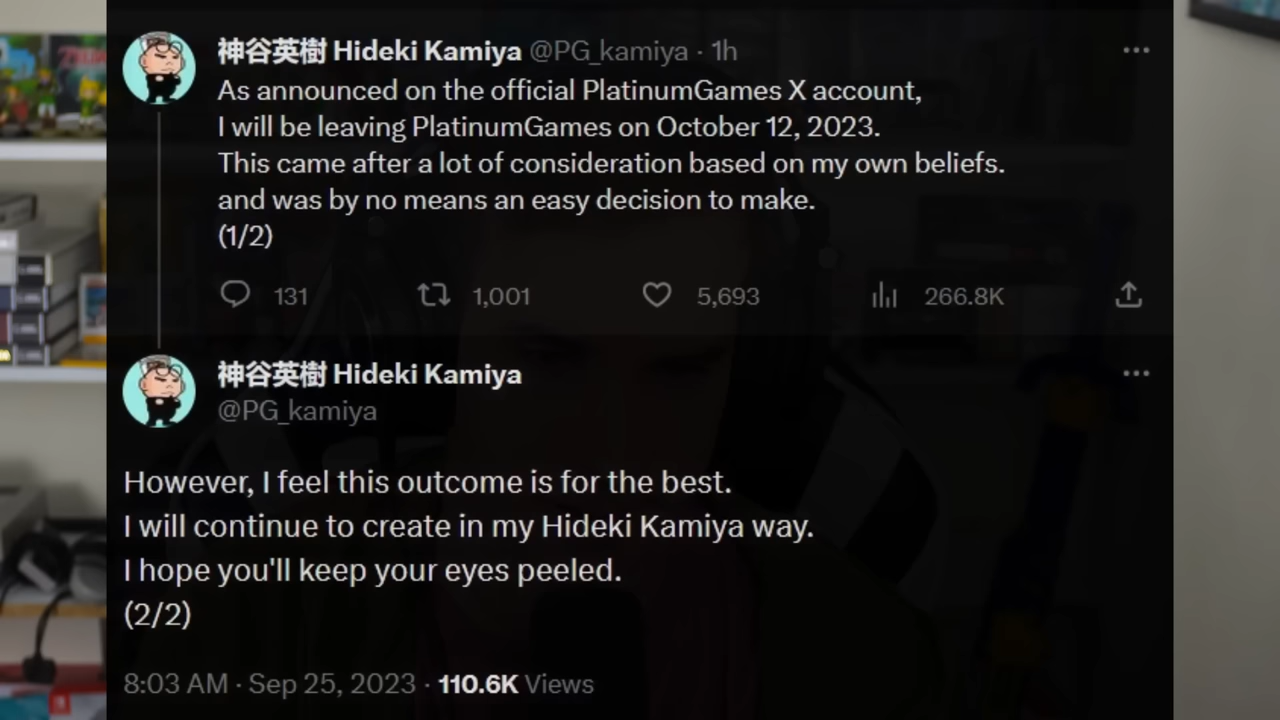 神谷英樹 Hideki Kamiya @PG_kamiya · 1h
As announced on the official PlatinumGames X account,
I will be leaving PlatinumGames on October 12, 2023.
This came after a lot of consideration based on my own beliefs.
and was by no means an easy decision to make.
(1/2)
131 1,001 5,693 266.8K
神谷英樹 Hideki Kamiya
@PG_kamiya
However, I feel this outcome is for the best.
I will continue to create in my Hideki Kamiya way.
I hope you'll keep your eyes peeled.
(2/2)
8:03 AM · Sep 25, 2023 · 110.6K Views